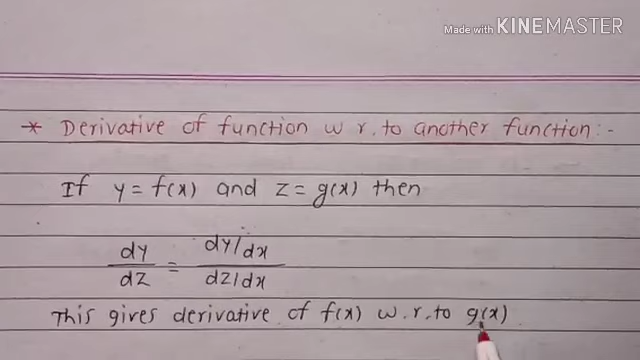 Made with KINEMASTER
* Derivative of function w r. to another function :-
If y = f(x) and z = g(x) then
dy/dz = dy/dx / dz/dx
This gives derivative of f(x) w.r. to g(x)